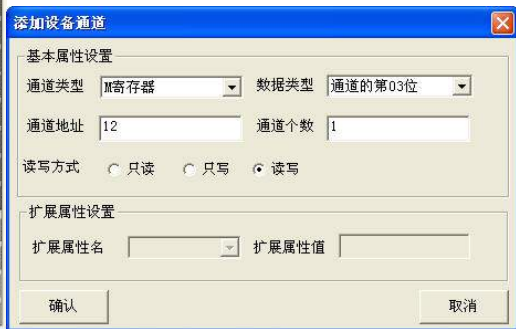 添加设备通道
基本属性设置
通道类型 M寄存器 数据类型 通道的第03位
通道地址 12 通道个数 1
读写方式 只读 只写 读写
扩展属性设置
扩展属性名 扩展属性值
确认 取消